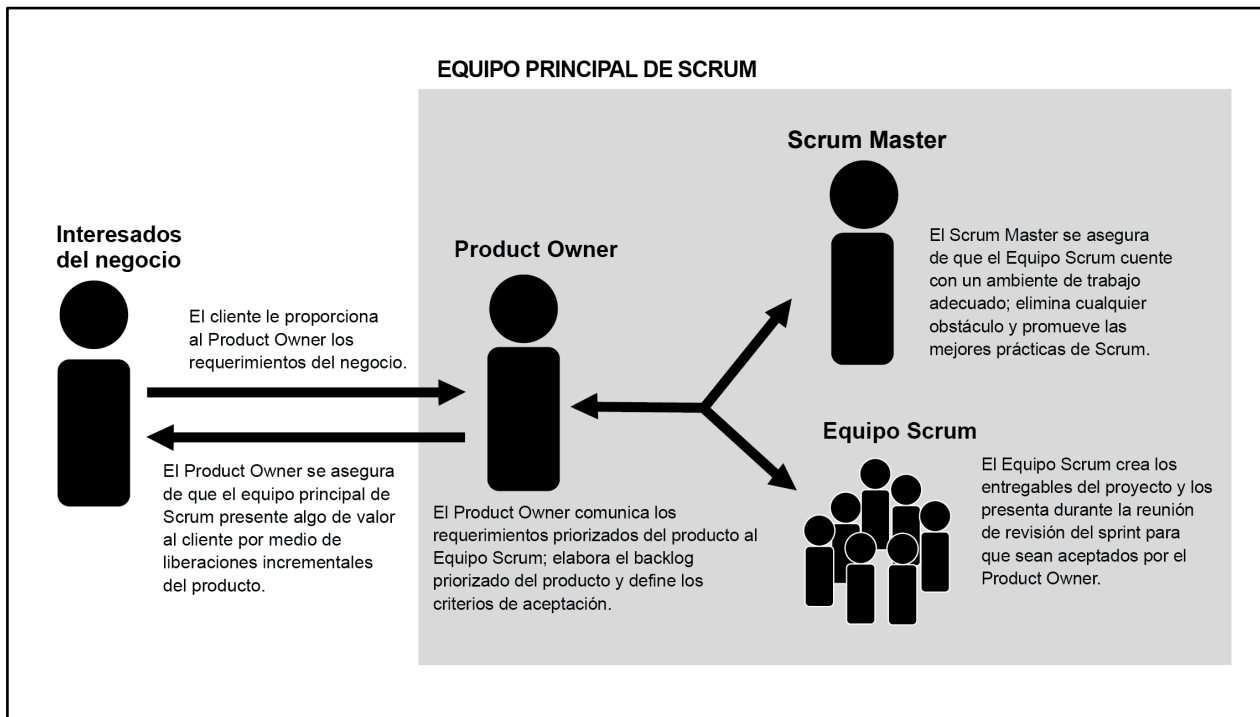 EQUIPO PRINCIPAL DE SCRUM
Interesados
del negocio
El cliente le proporciona
al Product Owner los
requerimientos del negocio.
El Product Owner se asegura
de que el equipo principal de
Scrum presente algo de valor
al cliente por medio de
liberaciones incrementales
del producto.
Product Owner
El Product Owner comunica los
requerimientos priorizados del producto al
Equipo Scrum; elabora el backlog
priorizado del producto y define los
criterios de aceptación.
Scrum Master
El Scrum Master se asegura
de que el Equipo Scrum cuente
con un ambiente de trabajo
adecuado; elimina cualquier
obstáculo y promueve las
mejores prácticas de Scrum.
Equipo Scrum
El Equipo Scrum crea los
entregables del proyecto y los
presenta durante la reunión
de revisión del sprint para
que sean aceptados por el
Product Owner.